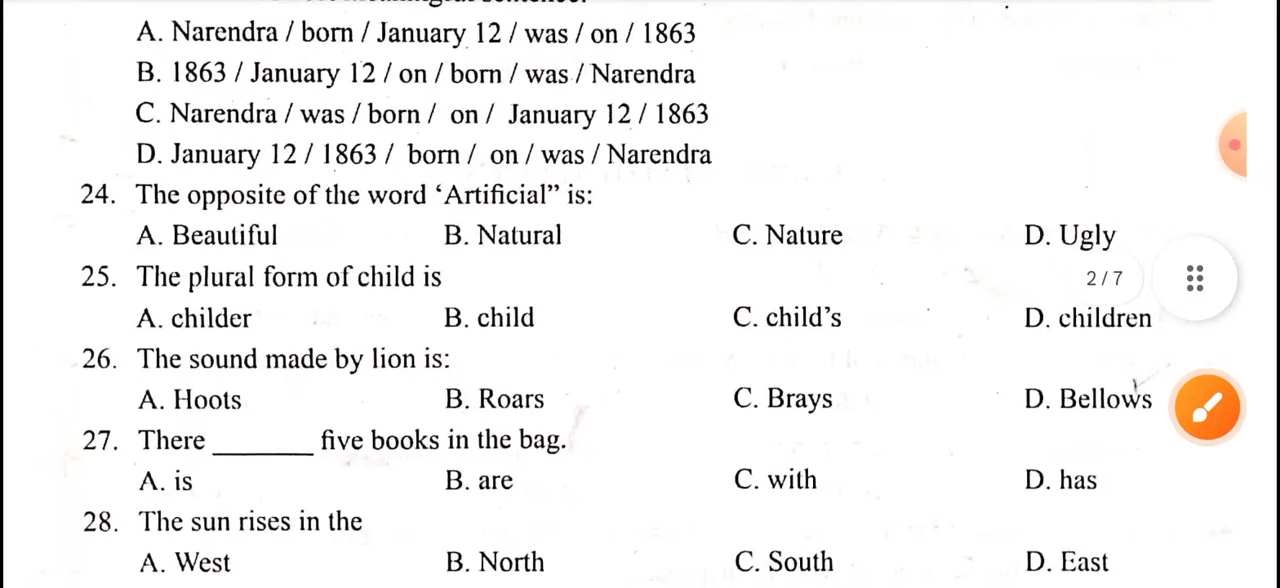 A. Narendra / born / January 12 / was / on / 1863
B. 1863 / January 12 / on / born / was / Narendra
C. Narendra / was / born / on / January 12 / 1863
D. January 12 / 1863 / born / on / was / Narendra
24. The opposite of the word ‘Artificial” is:
A. Beautiful B. Natural C. Nature D. Ugly
25. The plural form of child is
2/7
A. childer B. child C. child’s D. children
26. The sound made by lion is:
A. Hoots B. Roars C. Brays D. Bellows
27. There _______ five books in the bag.
A. is B. are C. with D. has
28. The sun rises in the
A. West B. North C. South D. East